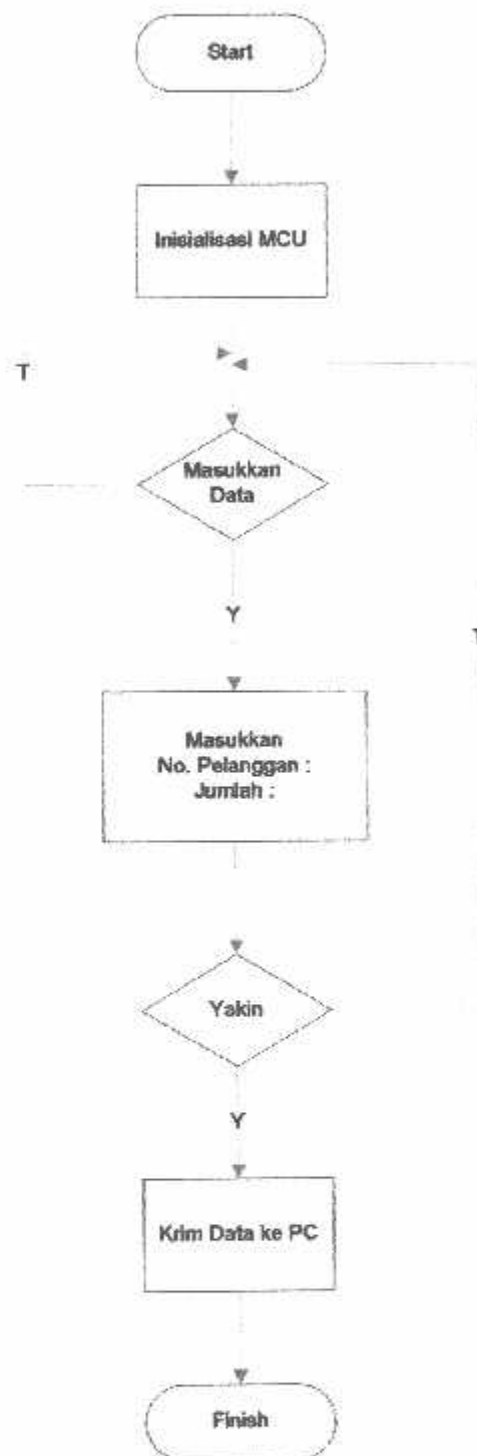 Start
Inisialisasi MCU
T
Masukkan
Data
Y
Masukkan
No. Pelanggan :
Jumlah :
Yakin
Y
Krim Data ke PC
Finish